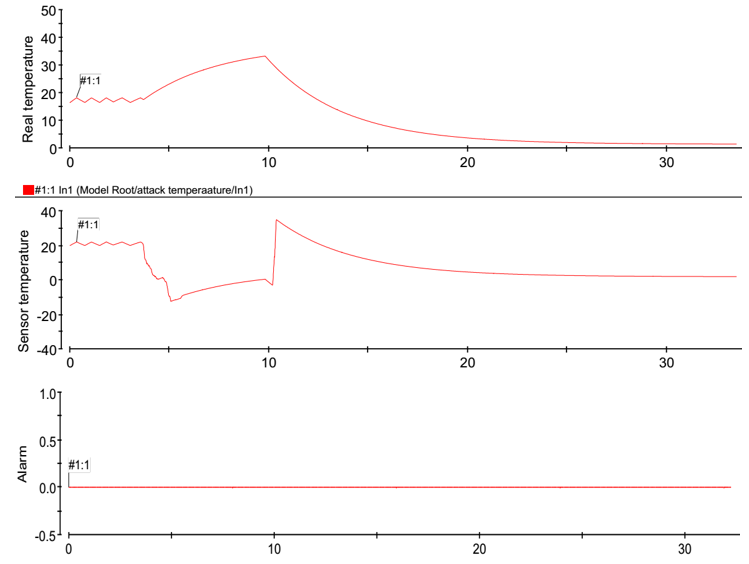 50
40
30
20
10
0
Real temperature
#1:1
0 10 20 30
#1:1 In1 (Model Root/attack temperaature/In1)
40
20
0
-20
-40
Sensor temperature
#1:1
0 10 20 30
1.0
0.5
0.0
-0.5
Alarm
#1:1
0 10 20 30